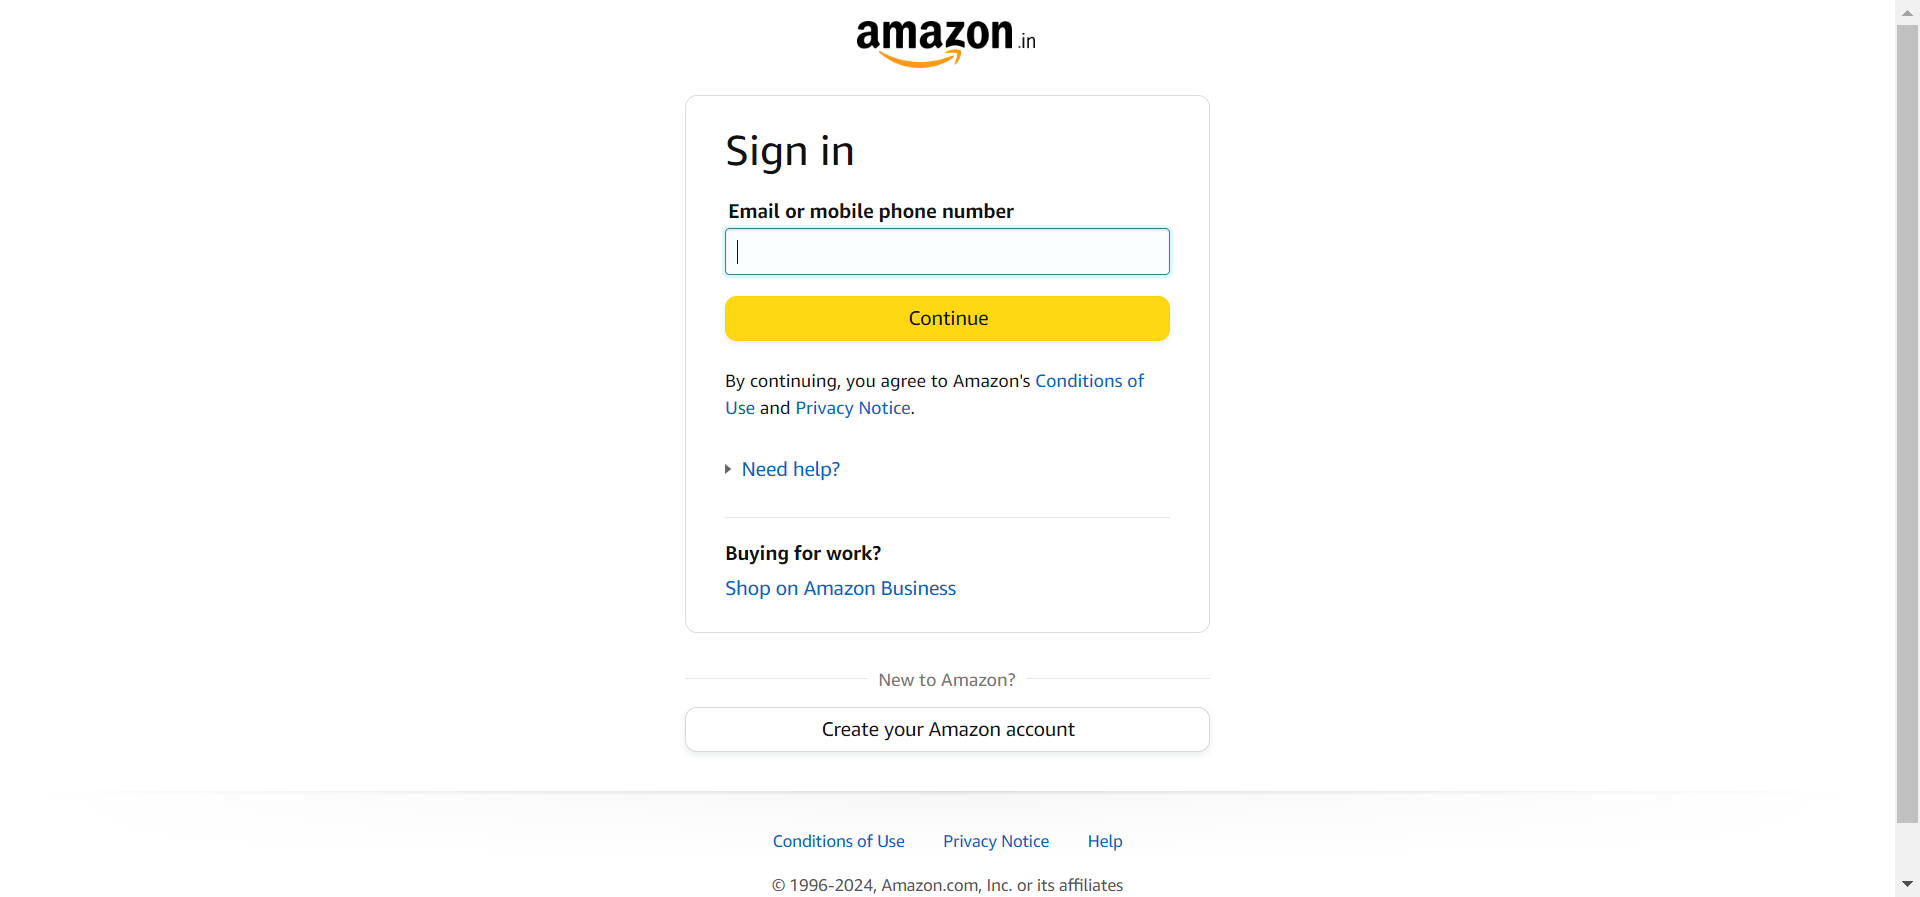 amazon.in
Sign in
Email or mobile phone number
Continue
By continuing, you agree to Amazon's Conditions of
Use and Privacy Notice.
Need help?
Buying for work?
Shop on Amazon Business
New to Amazon?
Create your Amazon account
Conditions of Use Privacy Notice Help
© 1996-2024, Amazon.com, Inc. or its affiliates